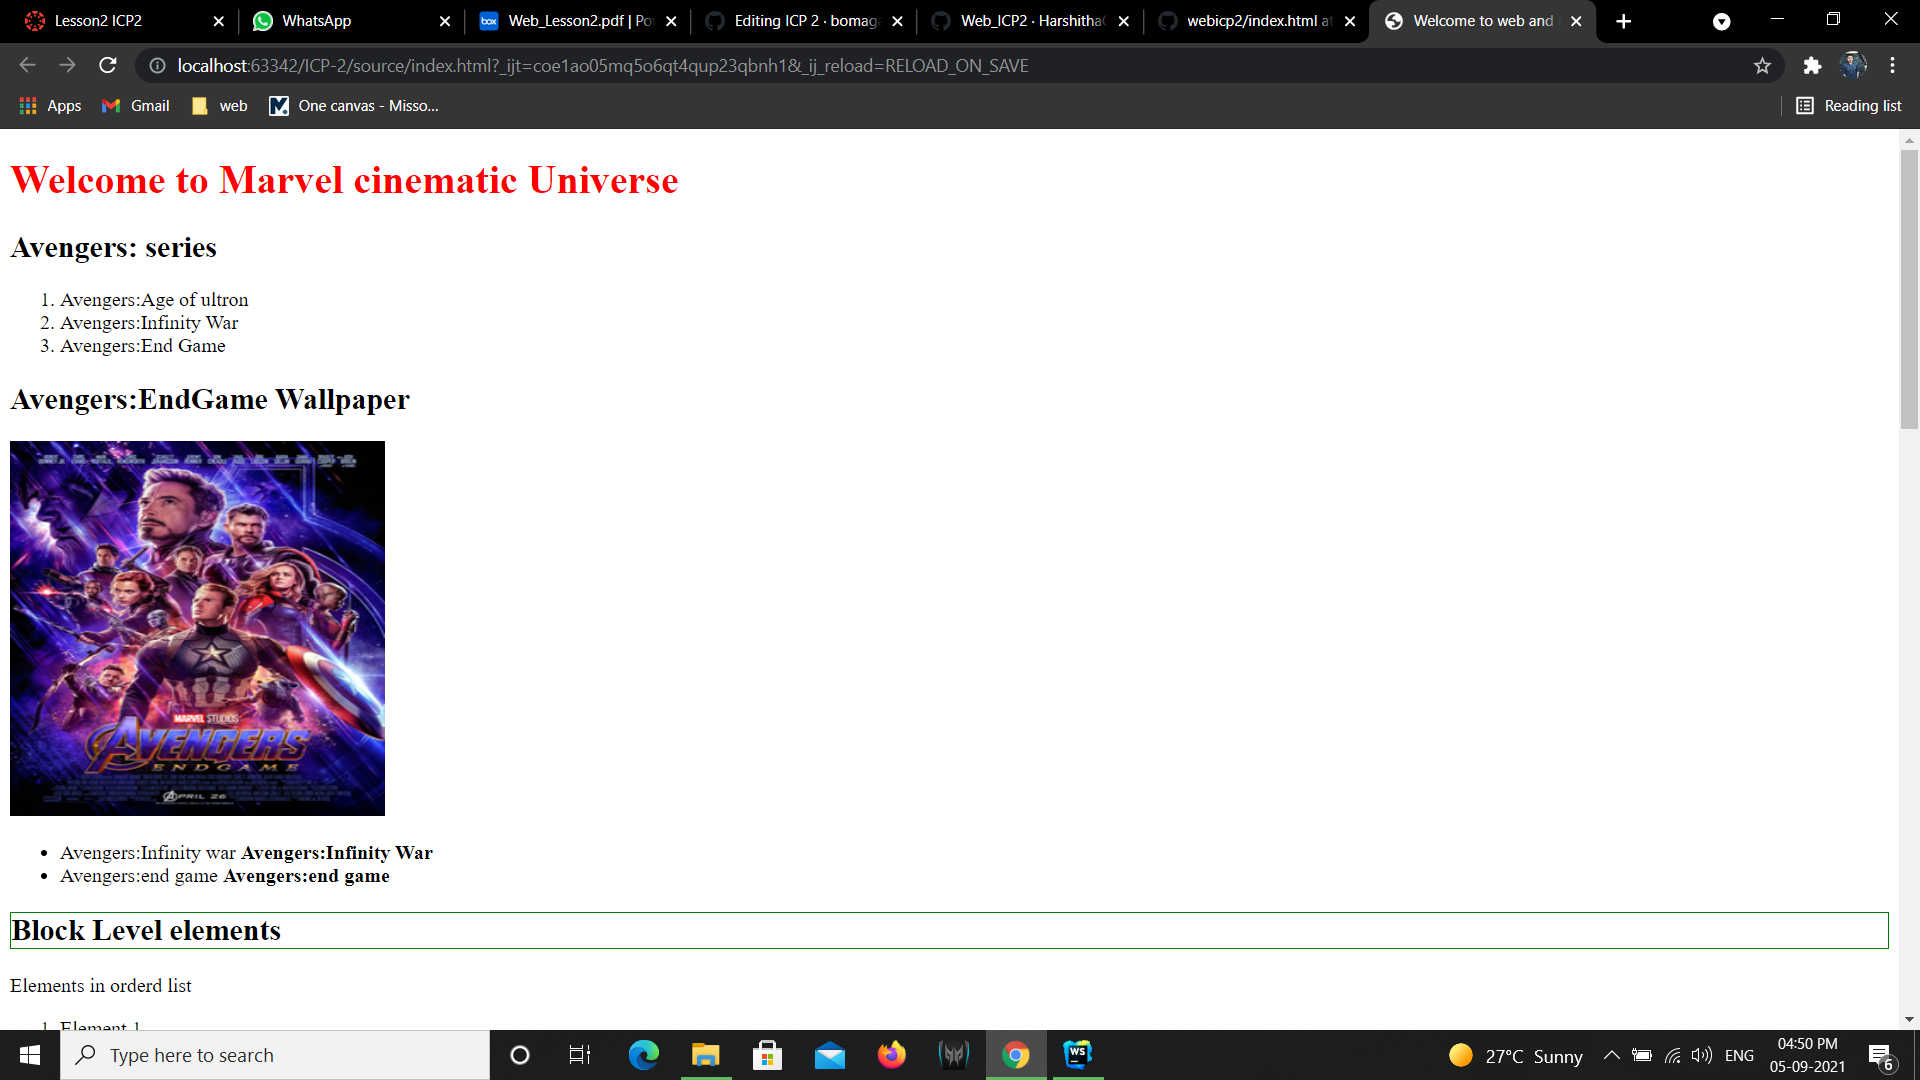 Lesson2 ICP2
WhatsApp
Web_Lesson2.pdf | Po
Editing ICP 2 · bomag
Web_ICP2 · Harshitha
webicp2/index.html at
Welcome to web and
localhost:63342/ICP-2/source/index.html?_ijt=coe1ao05mq5o6qt4qup23qbnh1&_ij_reload=RELOAD_ON_SAVE
Apps
Gmail
web
One canvas - Misso...
Reading list
Welcome to Marvel cinematic Universe
Avengers: series
1. Avengers:Age of ultron
2. Avengers:Infinity War
3. Avengers:End Game
Avengers:EndGame Wallpaper
MARVEL STUDIOS
AVENGERS
ENDGAME
APRIL 26
• Avengers:Infinity war Avengers:Infinity War
• Avengers:end game Avengers:end game
Block Level elements
Elements in orderd list
1. Element 1
Type here to search
WS
27°C Sunny
ENG
04:50 PM
05-09-2021
6